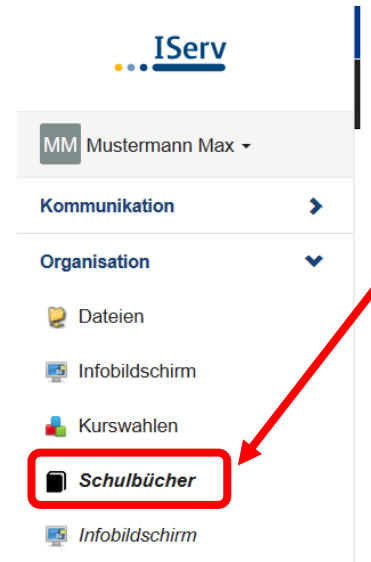 IServ
MM Mustermann Max
Kommunikation
Organisation
Dateien
Infobildschirm
Kurswahlen
Schulbücher
Infobildschirm